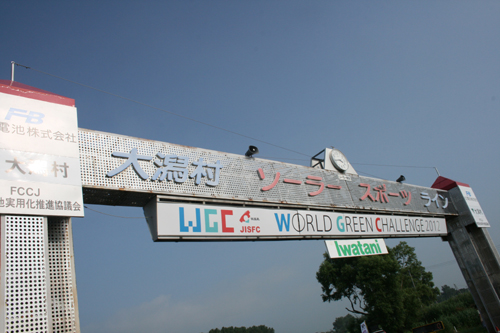 FB
電池株式会社
大潟村
FCCJ
池実用化推進協議会
大潟村 ソーラー スポーツ ライン
WGC JISFC WORLD GREEN CHALLENGE 2012
Iwatani